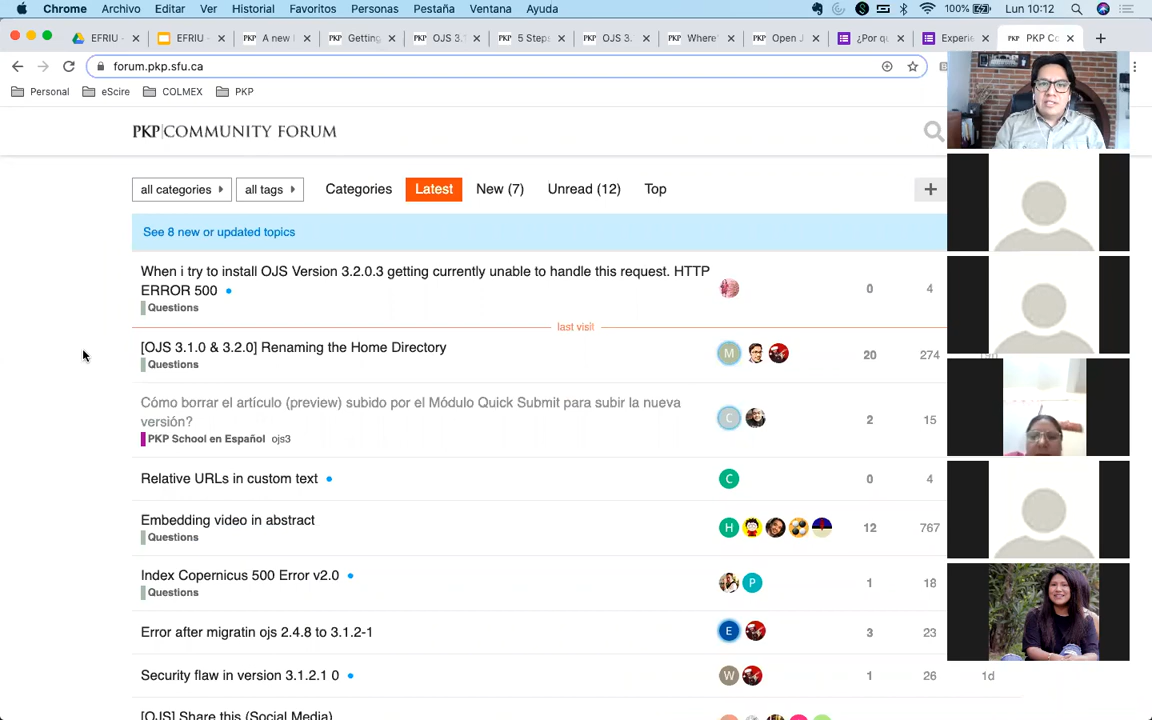 Chrome Archivo Editar Ver Historial Favoritos Personas Pestaña Ventana Ayuda 100% Lun 10:12
EFRIU EFRIU - A new Getting OJS 3.1 5 Steps OJS 3. Where Open J ¿Por qu Experie PKP Co
forum.pkp.sfu.ca
Personal eScire COLMEX PKP
PKP|COMMUNITY FORUM
all categories all tags Categories Latest New (7) Unread (12) Top +
See 8 new or updated topics
When i try to install OJS Version 3.2.0.3 getting currently unable to handle this request. HTTP
ERROR 500 0 4
Questions
last visit
[OJS 3.1.0 & 3.2.0] Renaming the Home Directory M 20 274
Questions
Cómo borrar el artículo (preview) subido por el Módulo Quick Submit para subir la nueva
versión? C 2 15
PKP School en Español ojs3
Relative URLs in custom text C 0 4
Embedding video in abstract H 12 767
Questions
Index Copernicus 500 Error v2.0 P 1 18
Questions
Error after migratin ojs 2.4.8 to 3.1.2-1 E 3 23
Security flaw in version 3.1.2.1 0 W 1 26 1d
[OJS] Share this (Social Media)